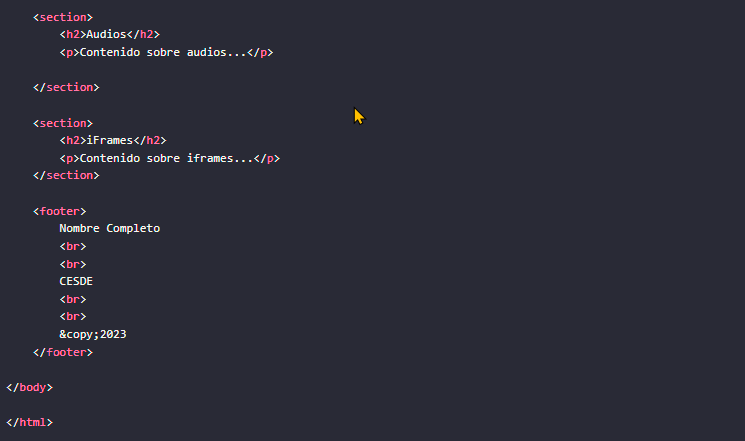 <section>
<h2>Audios</h2>
<p>Contenido sobre audios...</p>
</section>
<section>
<h2>iFrames</h2>
<p>Contenido sobre iframes...</p>
</section>
<footer>
Nombre Completo
<br>
<br>
CESDE
<br>
<br>
&copy;2023
</footer>
</body>
</html>